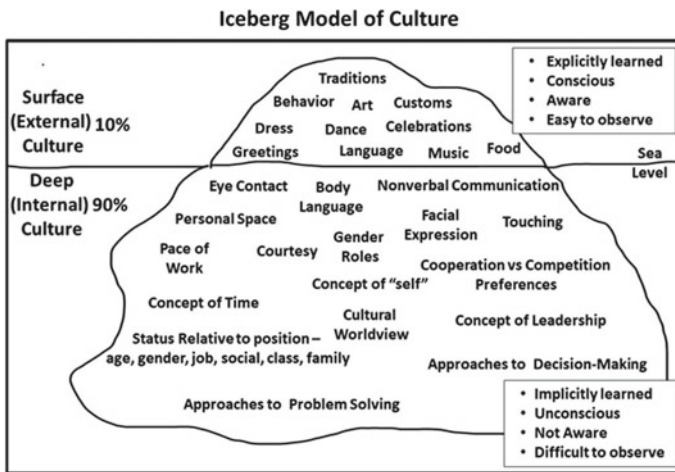 Iceberg Model of Culture
Surface
(External) 10%
Culture
Traditions
Behavior Art Customs
Dress Dance Celebrations
Greetings Language Music Food
• Explicitly learned
• Conscious
• Aware
• Easy to observe
Sea
Level
Deep
(Internal) 90%
Culture
Eye Contact Body Nonverbal Communication
Language
Personal Space Facial Touching
Expression
Pace of Courtesy Gender
Work Roles
Cooperation vs Competition
Preferences
Concept of “self”
Concept of Time
Cultural Concept of Leadership
Worldview
Status Relative to position –
age, gender, job, social, class, family
Approaches to Decision-Making
Approaches to Problem Solving
• Implicitly learned
• Unconscious
• Not Aware
• Difficult to observe